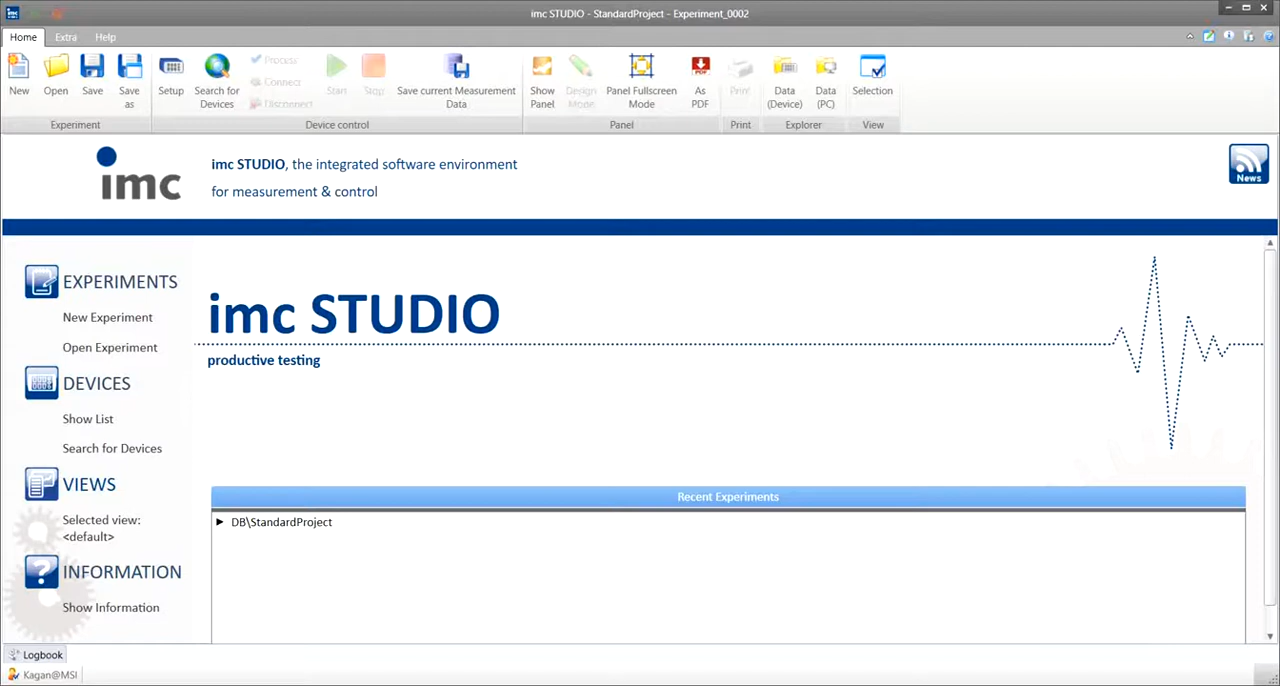 imc STUDIO - StandardProject - Experiment_0002
Home Extra Help
New Open Save Save as
Setup Search for Devices Process Connect Disconnect Start Stop Save current Measurement Data
Show Panel Design Mode Panel Fullscreen Mode PDF As PDF Print Data (Device) Data (PC) Selection
Experiment Device control Panel Print Explorer View
imc
imc STUDIO, the integrated software environment
for measurement & control
News
EXPERIMENTS
New Experiment
Open Experiment
DEVICES
Show List
Search for Devices
VIEWS
Selected view:
<default>
INFORMATION
Show Information
imc STUDIO
productive testing
Recent Experiments
DB\StandardProject
Logbook
Kagan@MSI